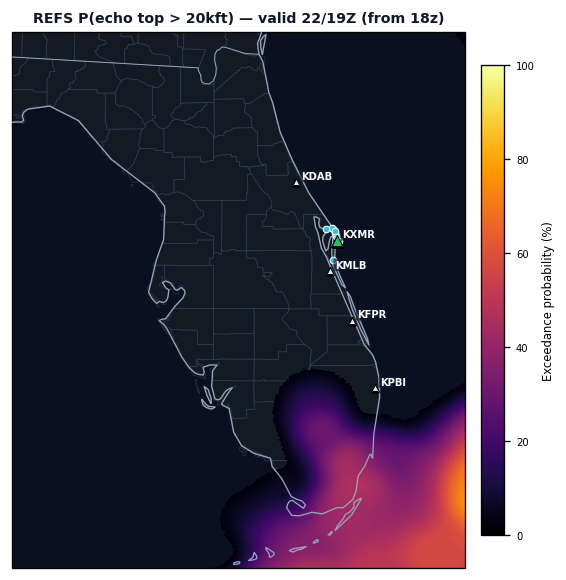 REFS P(echo top > 20kft) — valid 22/19Z (from 18z)
KDAB
KXMR
KMLB
KFPR
KPBI
100
80
60
40
20
0
Exceedance probability (%)